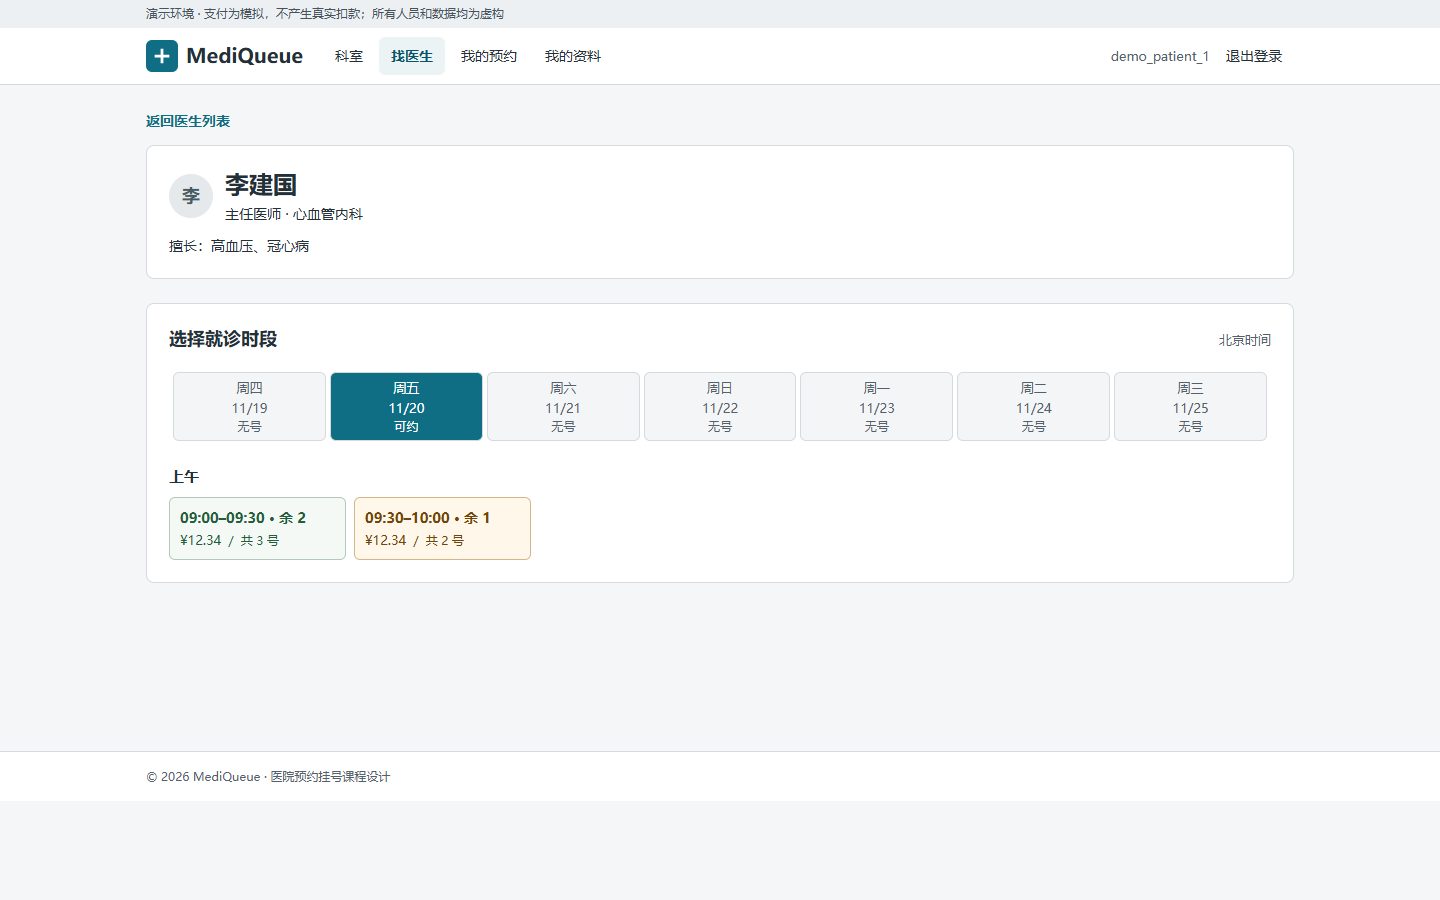 演示环境 · 支付为模拟，不产生真实扣款；所有人员和数据均为虚构
MediQueue 科室 找医生 我的预约 我的资料 demo_patient_1 退出登录
返回医生列表
李 李建国
主任医师 · 心血管内科
擅长：高血压、冠心病
选择就诊时段 北京时间
周四 周五 周六 周日 周一 周二 周三
11/19 11/20 11/21 11/22 11/23 11/24 11/25
无号 可约 无号 无号 无号 无号 无号
上午
09:00–09:30 • 余 2 09:30–10:00 • 余 1
¥12.34 / 共 3 号 ¥12.34 / 共 2 号
© 2026 MediQueue · 医院预约挂号课程设计